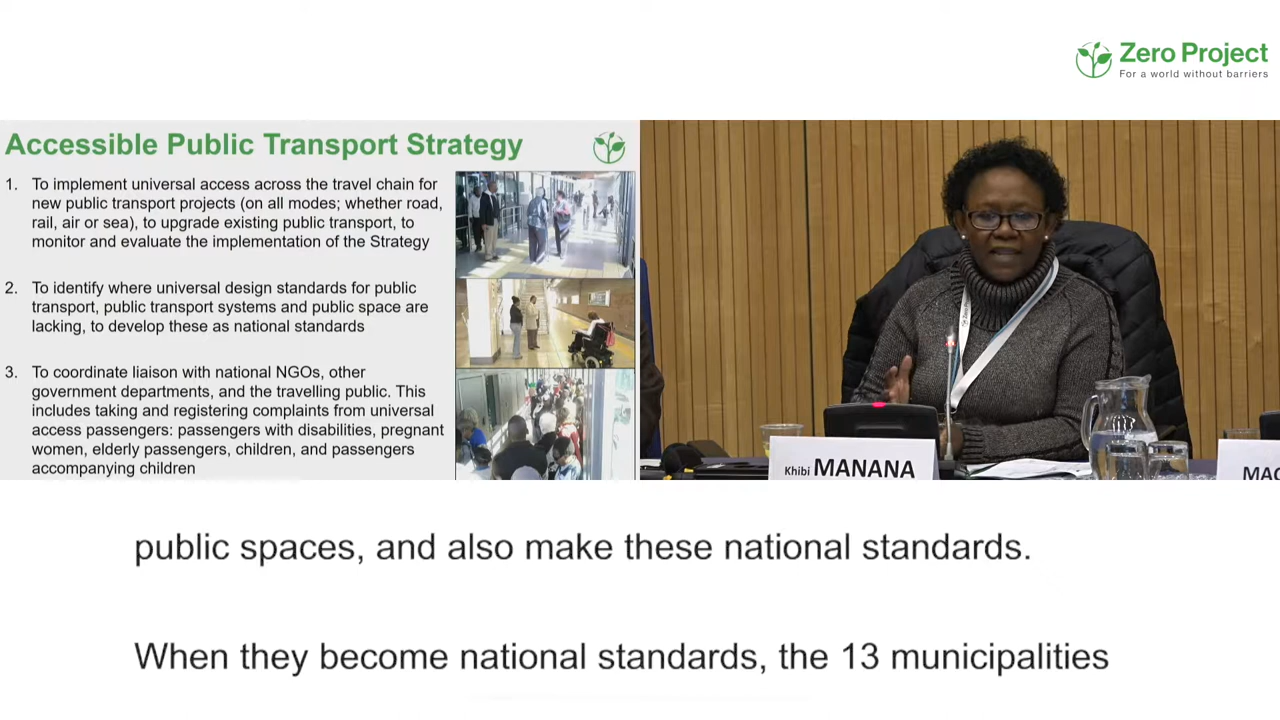 Zero Project
For a world without barriers
Accessible Public Transport Strategy
1. To implement universal access across the travel chain for
new public transport projects (on all modes; whether road,
rail, air or sea), to upgrade existing public transport, to
monitor and evaluate the implementation of the Strategy
2. To identify where universal design standards for public
transport, public transport systems and public space are
lacking, to develop these as national standards
3. To coordinate liaison with national NGOs, other
government departments, and the travelling public. This
includes taking and registering complaints from universal
access passengers: passengers with disabilities, pregnant
women, elderly passengers, children, and passengers
accompanying children
Khibi MANANA
public spaces, and also make these national standards.
When they become national standards, the 13 municipalities